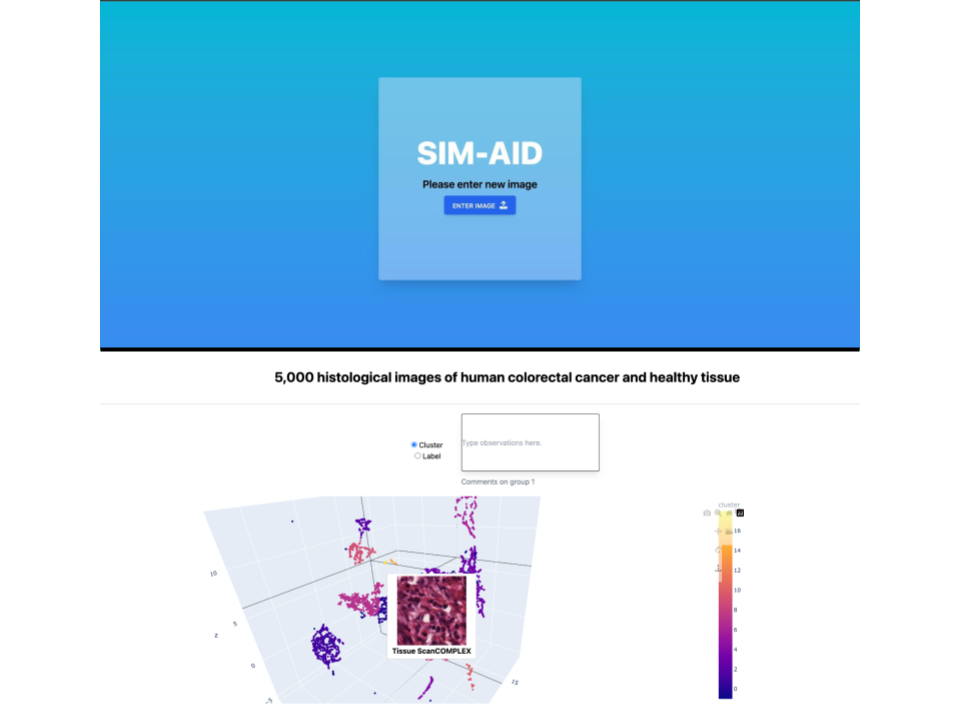 SIM-AID
Please enter new image
ENTER IMAGE
5,000 histological images of human colorectal cancer and healthy tissue
Cluster
Label
Type observations here.
Comments on group 1
cluster
16
14
12
10
8
6
4
2
0
10
5
z
0
−5
Tissue ScanCOMPLEX